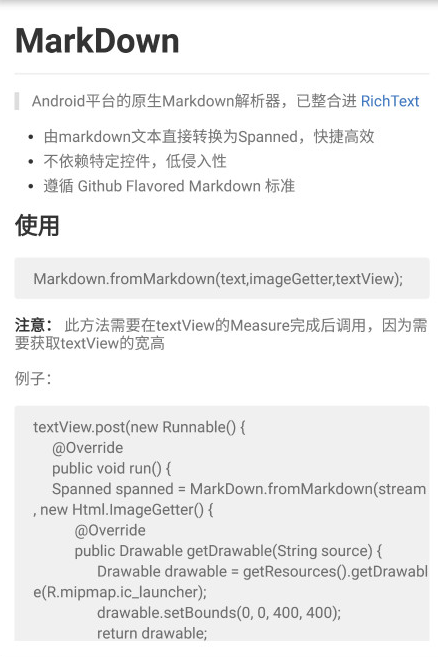 MarkDown
Android平台的原生Markdown解析器，已整合进 RichText
• 由markdown文本直接转换为Spanned，快捷高效
• 不依赖特定控件，低侵入性
• 遵循 Github Flavored Markdown 标准
使用
Markdown.fromMarkdown(text,imageGetter,textView);
注意： 此方法需要在textView的Measure完成后调用，因为需
要获取textView的宽高
例子：
textView.post(new Runnable() {
@Override
public void run() {
Spanned spanned = MarkDown.fromMarkdown(stream
, new Html.ImageGetter() {
@Override
public Drawable getDrawable(String source) {
Drawable drawable = getResources().getDrawabl
e(R.mipmap.ic_launcher);
drawable.setBounds(0, 0, 400, 400);
return drawable;